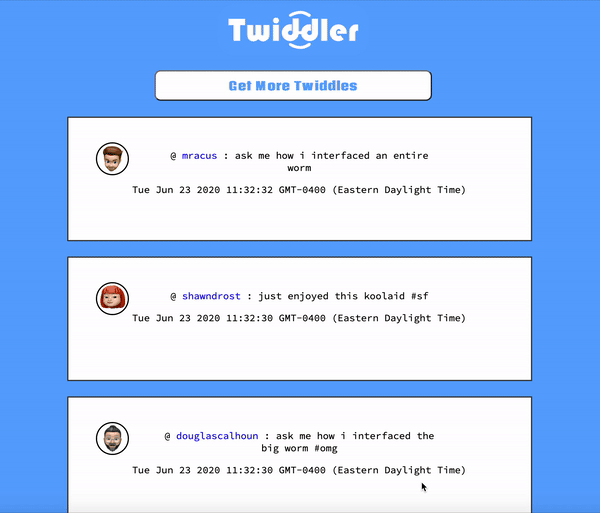 Twiddler
Get More Twiddles
@ mracus : ask me how i interfaced an entire
worm
Tue Jun 23 2020 11:32:32 GMT-0400 (Eastern Daylight Time)
@ shawndrost : just enjoyed this koolaid #sf
Tue Jun 23 2020 11:32:30 GMT-0400 (Eastern Daylight Time)
@ douglascalhoun : ask me how i interfaced the
big worm #omg
Tue Jun 23 2020 11:32:30 GMT-0400 (Eastern Daylight Time)